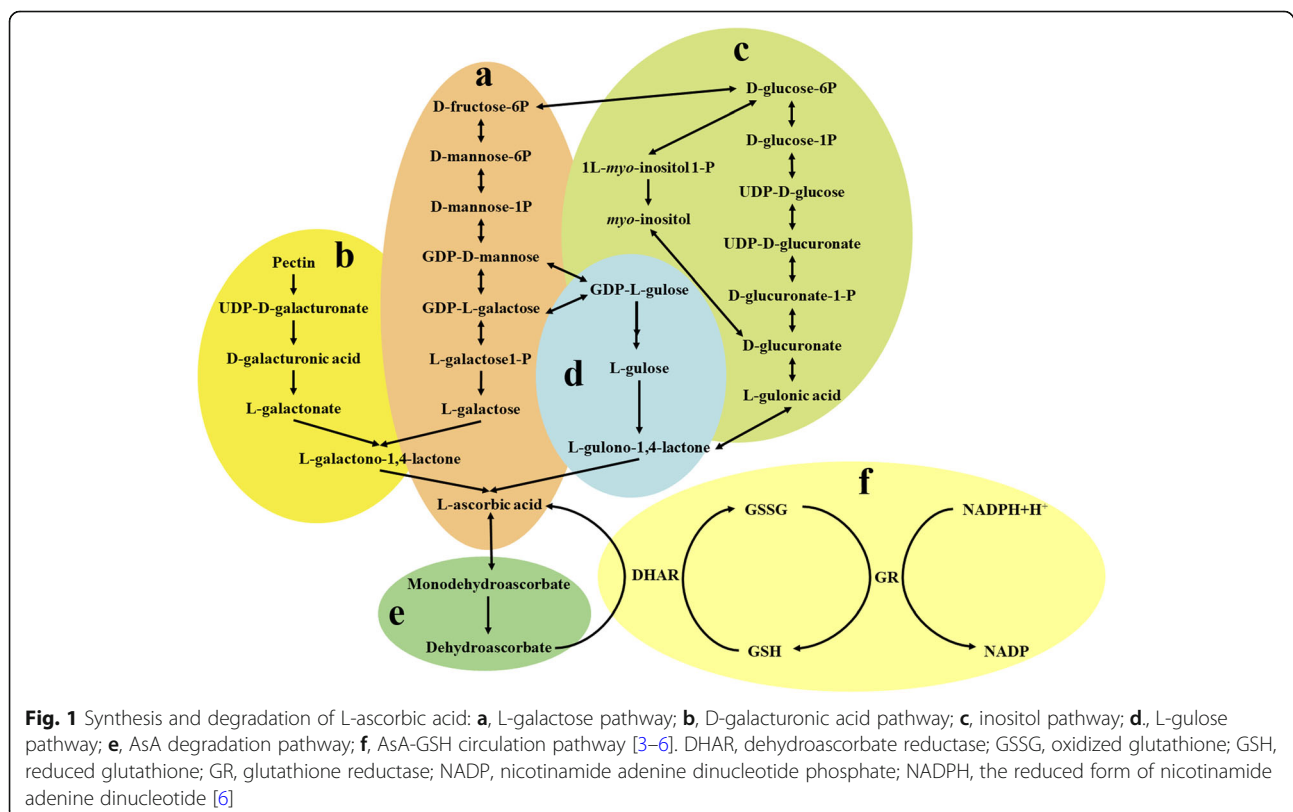 a
D-fructose-6P
D-mannose-6P
D-mannose-1P
GDP-D-mannose
GDP-L-galactose
L-galactose1-P
L-galactose
L-ascorbic acid
b
Pectin
UDP-D-galacturonate
D-galacturonic acid
L-galactonate
L-galactono-1,4-lactone
c
D-glucose-6P
D-glucose-1P
1L-myo-inositol 1-P
UDP-D-glucose
myo-inositol
UDP-D-glucuronate
D-glucuronate-1-P
D-glucuronate
L-gulonic acid
d
GDP-L-gulose
L-gulose
L-gulono-1,4-lactone
e
Monodehydroascorbate
Dehydroascorbate
f
GSSG
NADPH+H⁺
DHAR
GR
GSH
NADP
Fig. 1 Synthesis and degradation of L-ascorbic acid: a, L-galactose pathway; b, D-galacturonic acid pathway; c, inositol pathway; d., L-gulose
pathway; e, AsA degradation pathway; f, AsA-GSH circulation pathway [3–6]. DHAR, dehydroascorbate reductase; GSSG, oxidized glutathione; GSH,
reduced glutathione; GR, glutathione reductase; NADP, nicotinamide adenine dinucleotide phosphate; NADPH, the reduced form of nicotinamide
adenine dinucleotide [6]